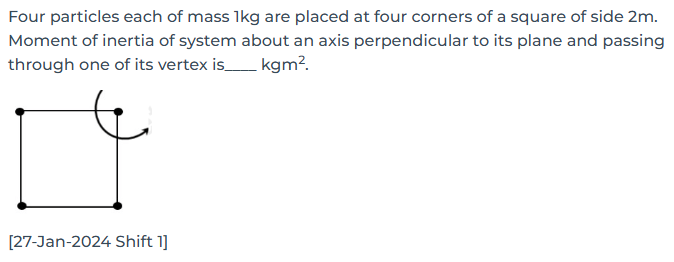 Four particles each of mass 1kg are placed at four corners of a square of side 2m.
Moment of inertia of system about an axis perpendicular to its plane and passing
through one of its vertex is____ kgm².
[27-Jan-2024 Shift 1]